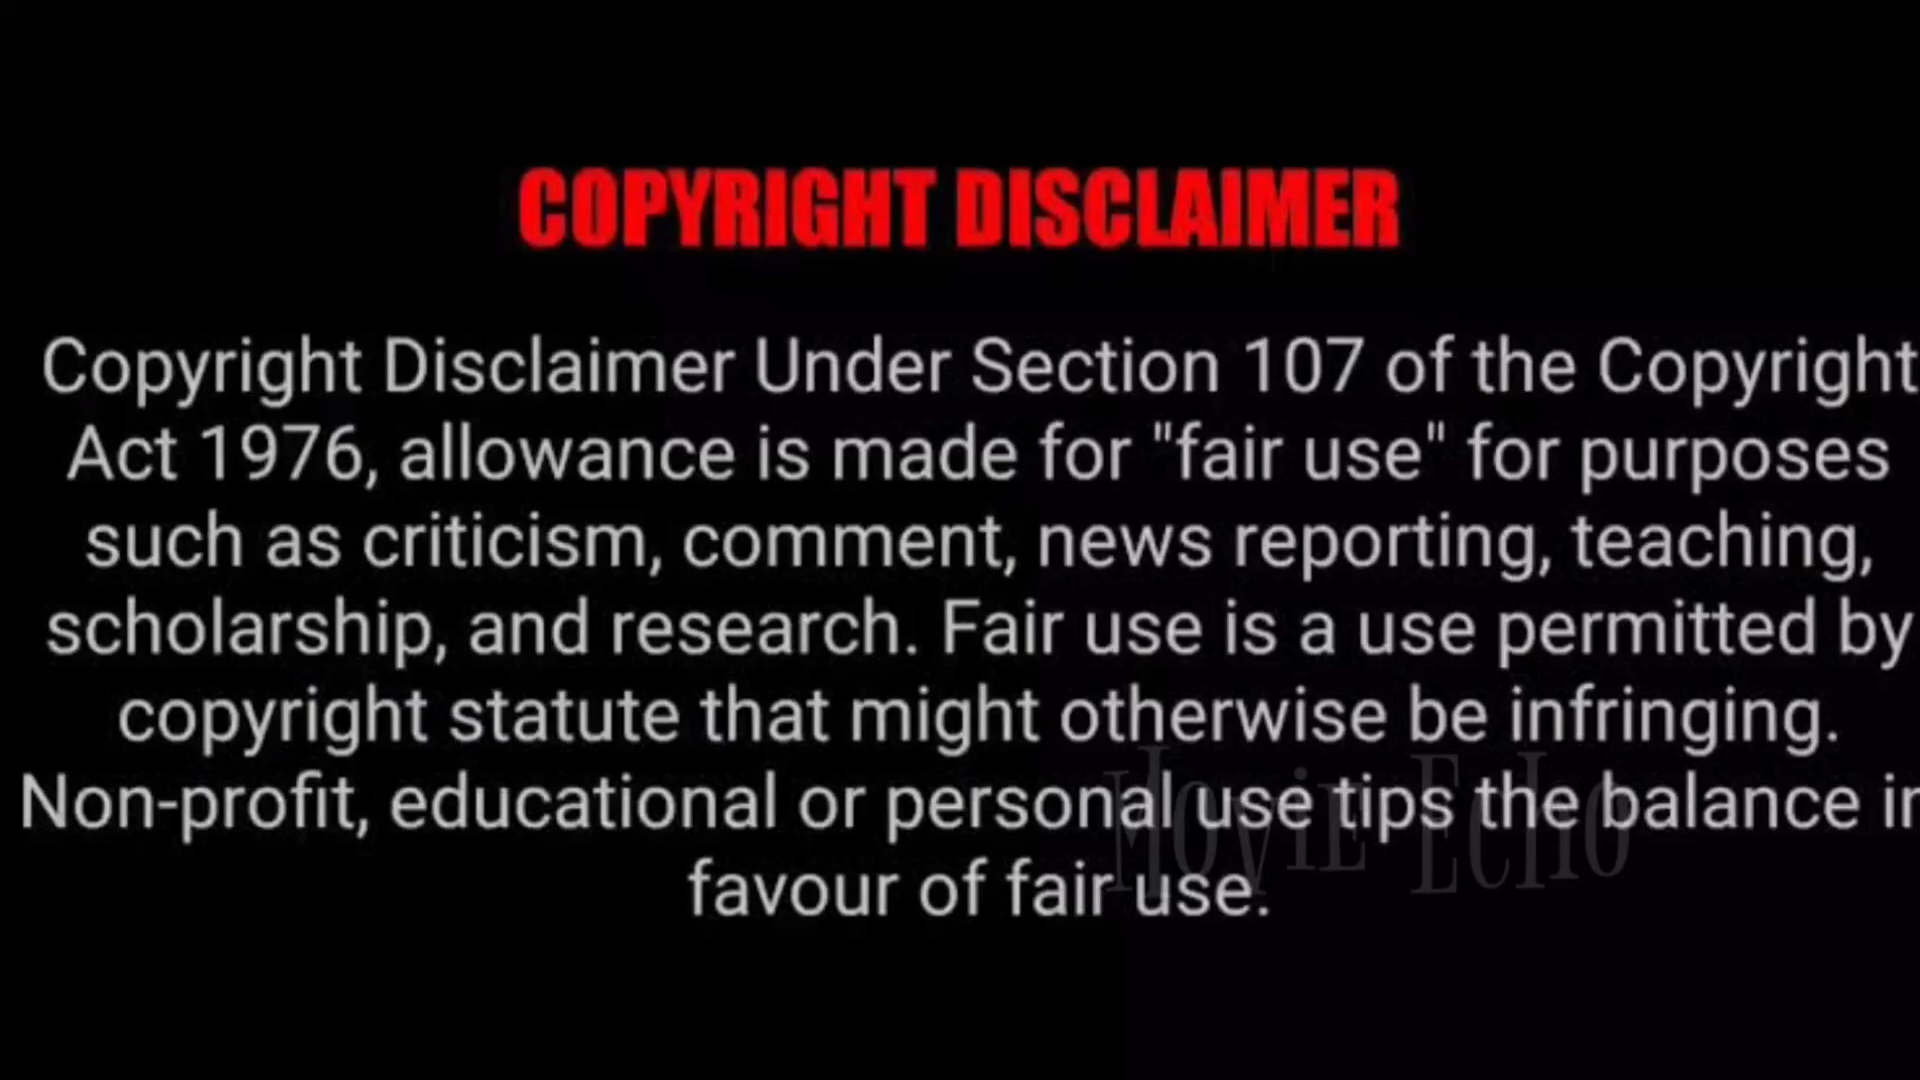 COPYRIGHT DISCLAIMER
Copyright Disclaimer Under Section 107 of the Copyright
Act 1976, allowance is made for "fair use" for purposes
such as criticism, comment, news reporting, teaching,
scholarship, and research. Fair use is a use permitted by
copyright statute that might otherwise be infringing.
Non-profit, educational or personal use tips the balance in
favour of fair use.
Movie Echo